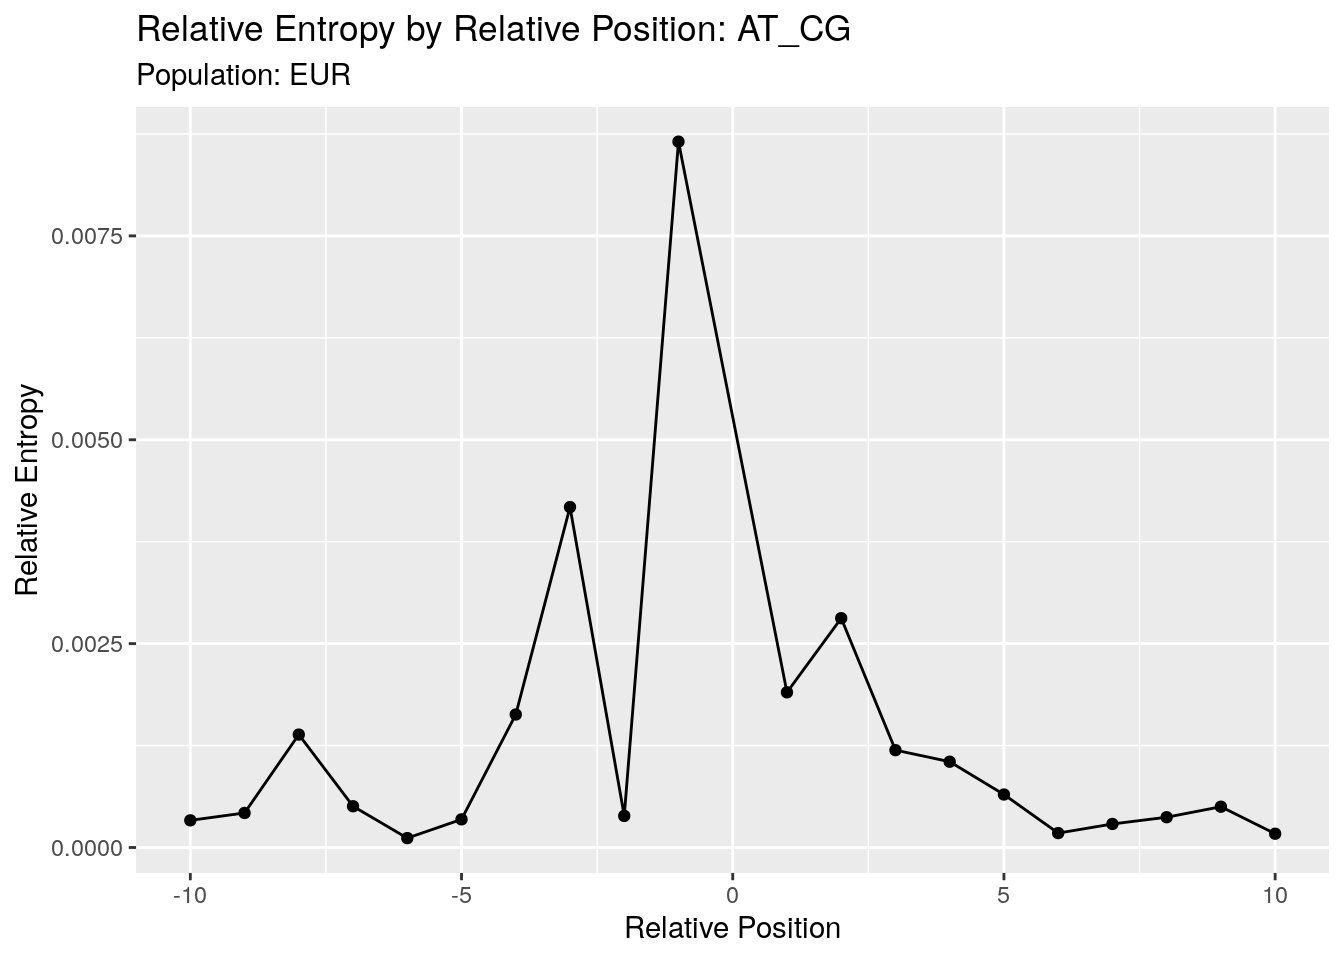 Relative Entropy by Relative Position: AT_CG
Population: EUR
Relative Entropy
0.0075
0.0050
0.0025
0.0000
-10 -5 0 5 10
Relative Position